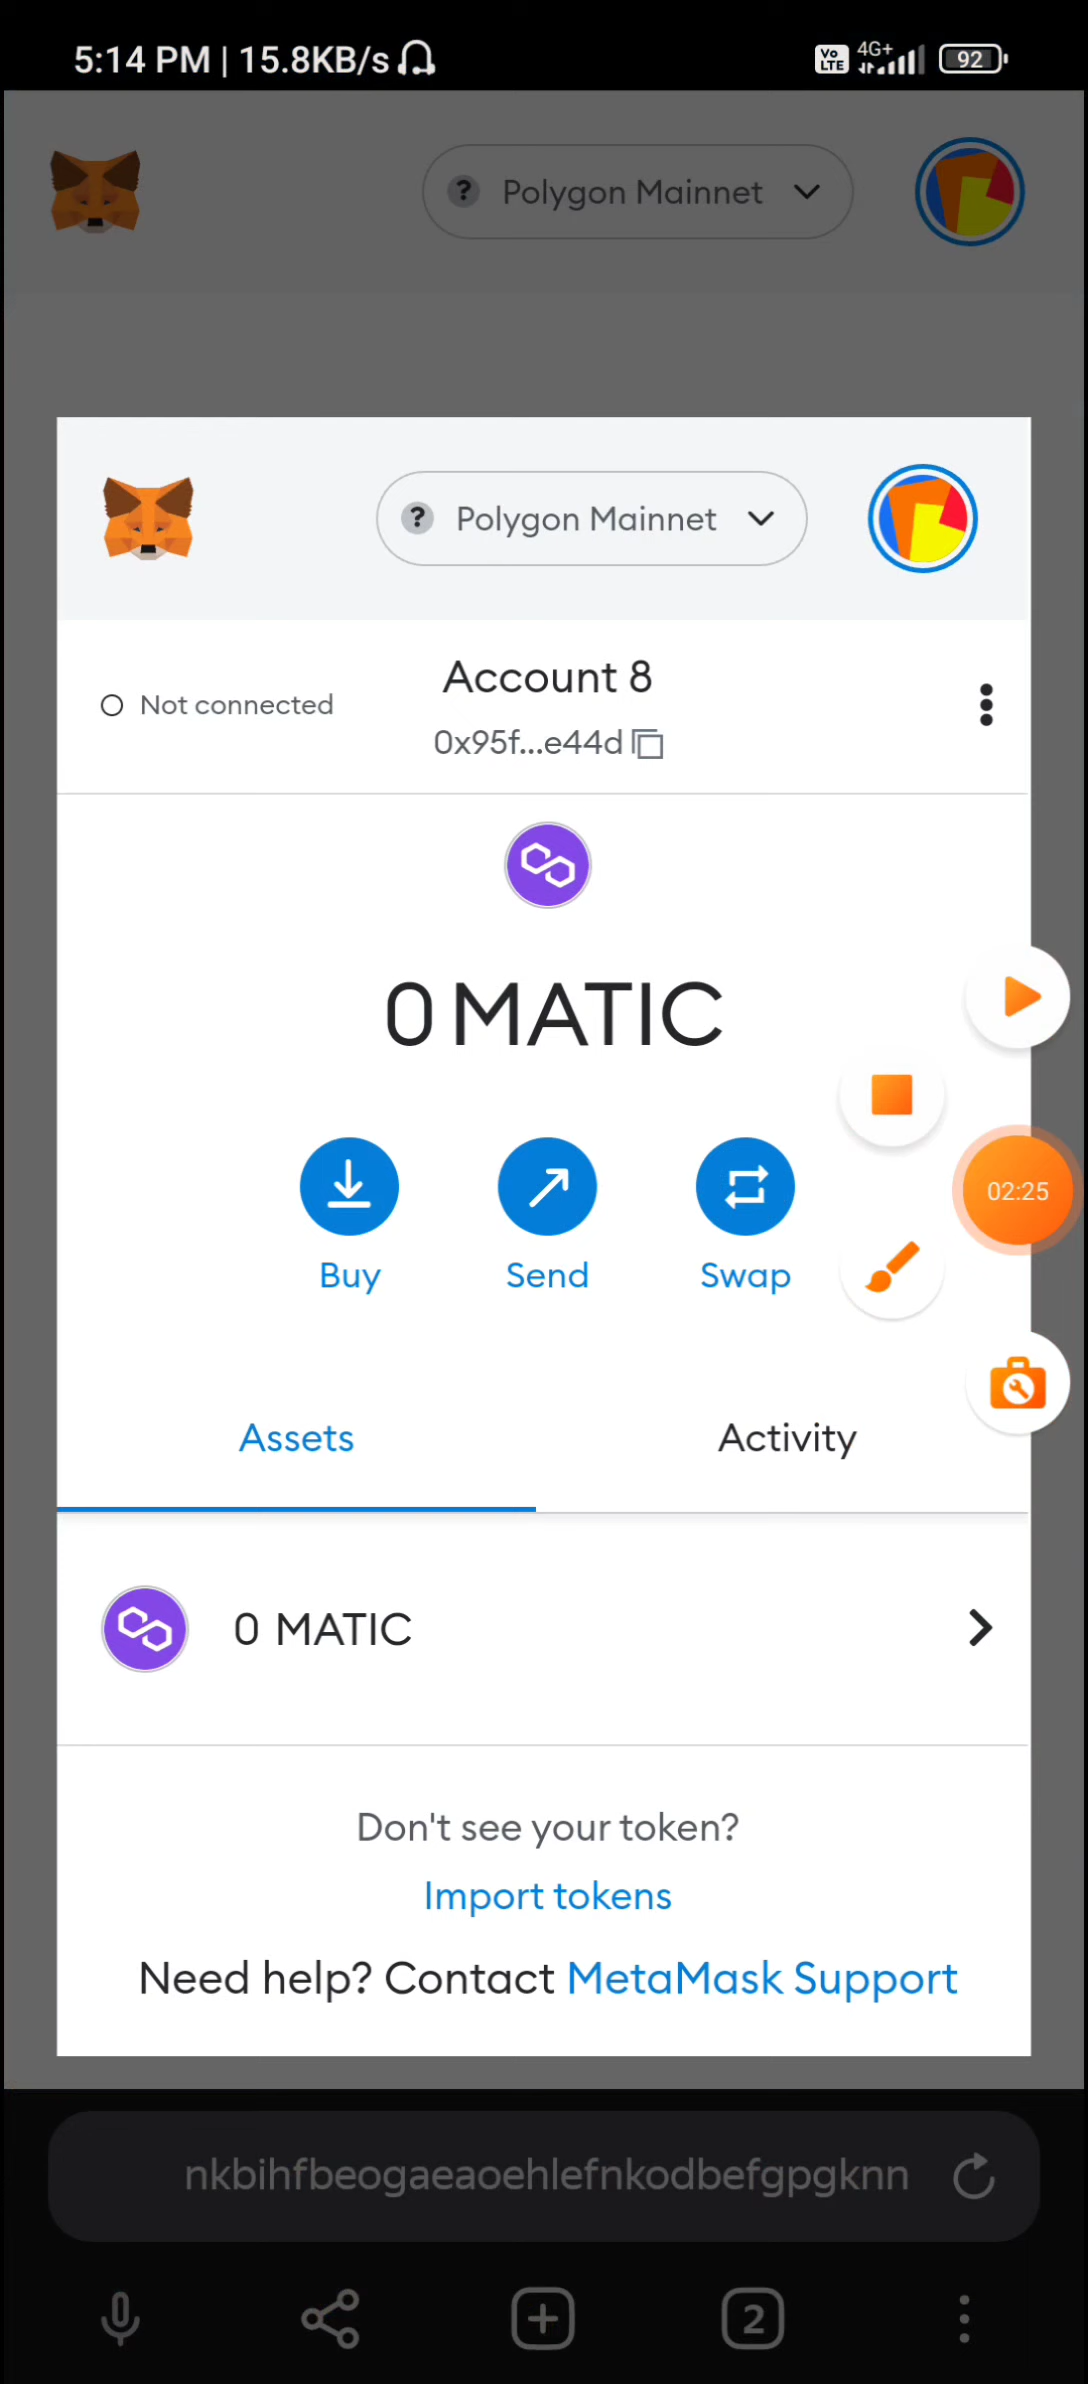 5:14 PM | 15.8KB/s
Vo LTE 4G+ 92
? Polygon Mainnet
? Polygon Mainnet
Account 8
Not connected
0x95f...e44d
0 MATIC
02:25
Buy Send Swap
Assets Activity
0 MATIC
Don't see your token?
Import tokens
Need help? Contact MetaMask Support
nkbihfbeogaeaoehlefnkodbefgpgknn
2